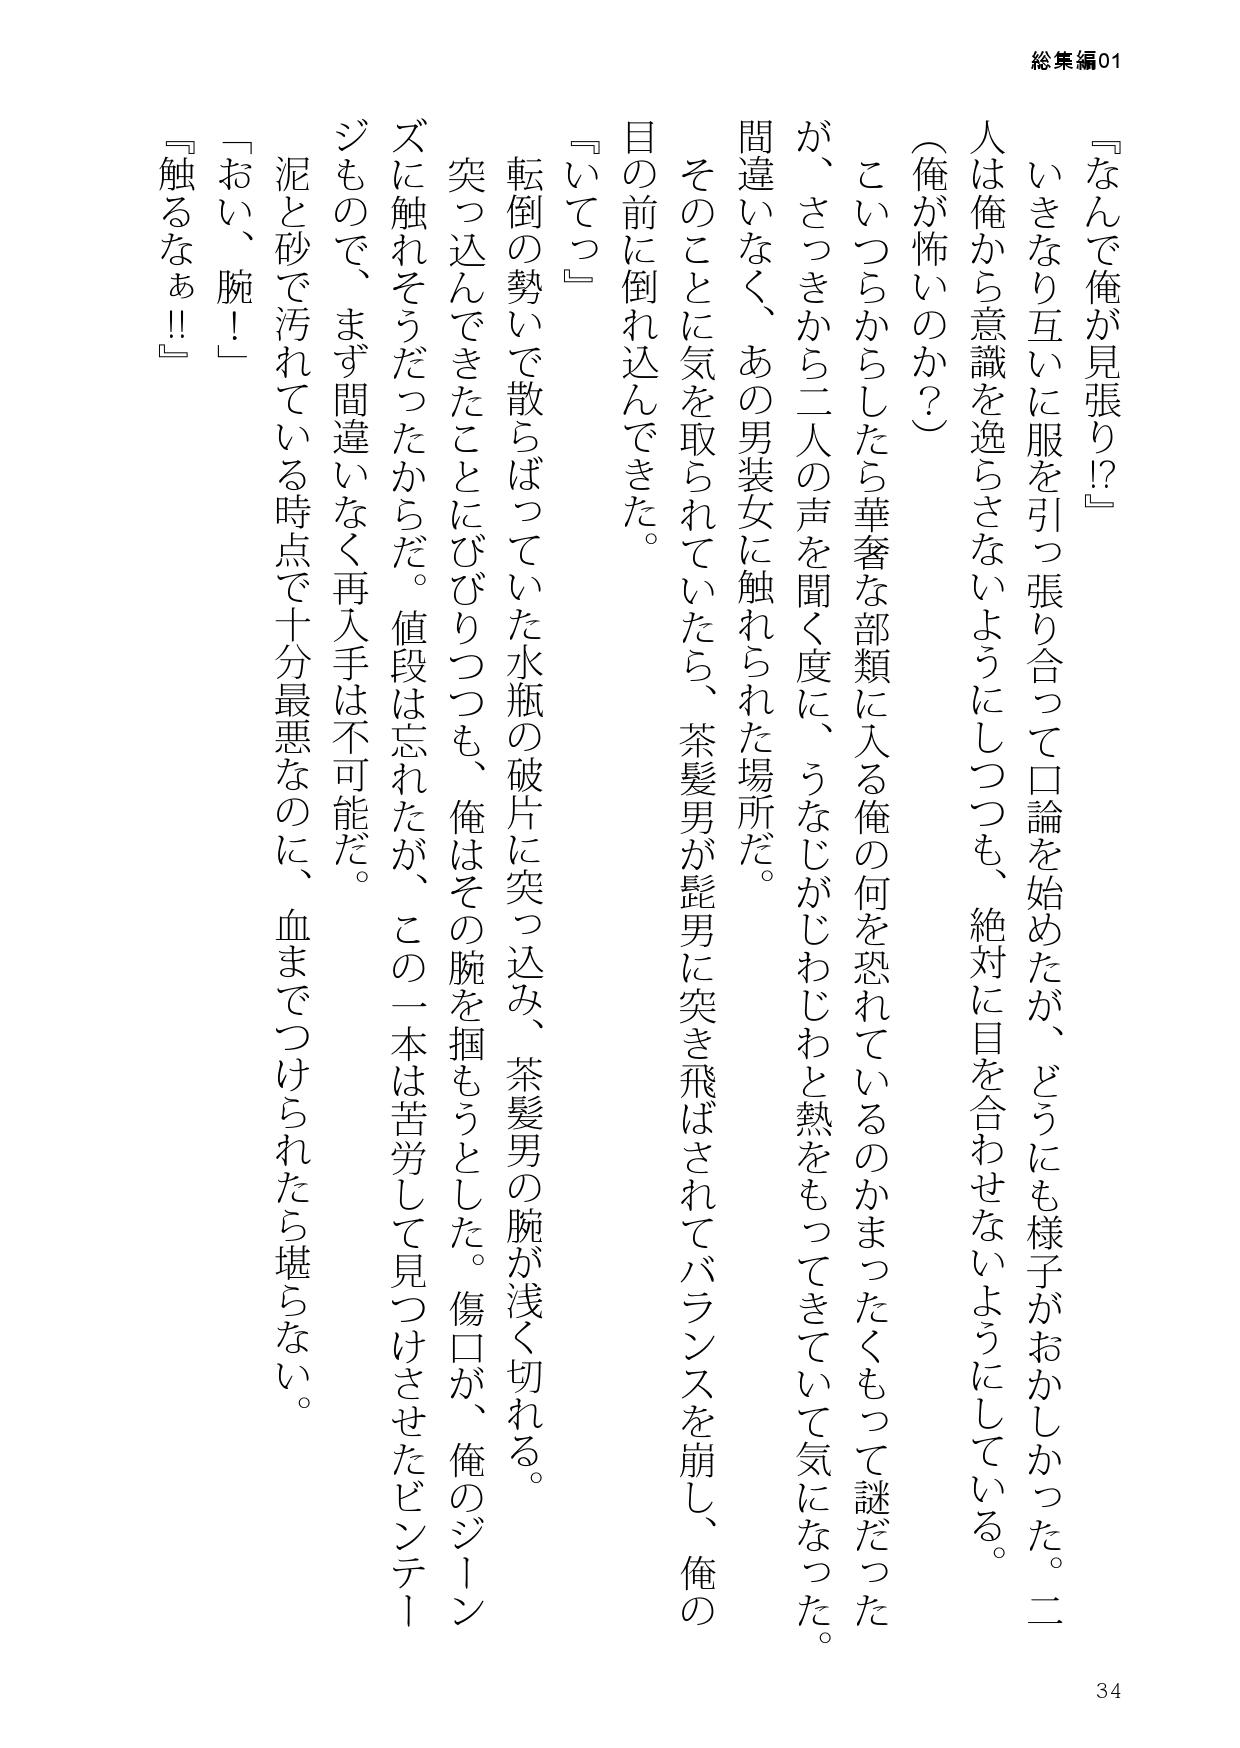 総集編01
『なんで俺が見張り!?』
　いきなり互いに服を引っ張り合って口論を始めたが、どうにも様子がおかしかった。二
人は俺から意識を逸らさないようにしつつも、絶対に目を合わせないようにしている。
（俺が怖いのか？）
　こいつらからしたら華奢な部類に入る俺の何を恐れているのかまったくもって謎だった
が、さっきから二人の声を聞く度に、うなじがじわじわと熱をもってきていて気になった。
間違いなく、あの男装女に触れられた場所だ。
　そのことに気を取られていたら、茶髪男が髭男に突き飛ばされてバランスを崩し、俺の
目の前に倒れ込んできた。
『いてっ』
　転倒の勢いで散らばっていた水瓶の破片に突っ込み、茶髪男の腕が浅く切れる。
　突っ込んできたことにびびりつつも、俺はその腕を掴もうとした。傷口が、俺のジーン
ズに触れそうだったからだ。値段は忘れたが、この一本は苦労して見つけさせたビンテー
ジもので、まず間違いなく再入手は不可能だ。
　泥と砂で汚れている時点で十分最悪なのに、血までつけられたら堪らない。
「おい、腕！」
『触るなぁ!!』
34